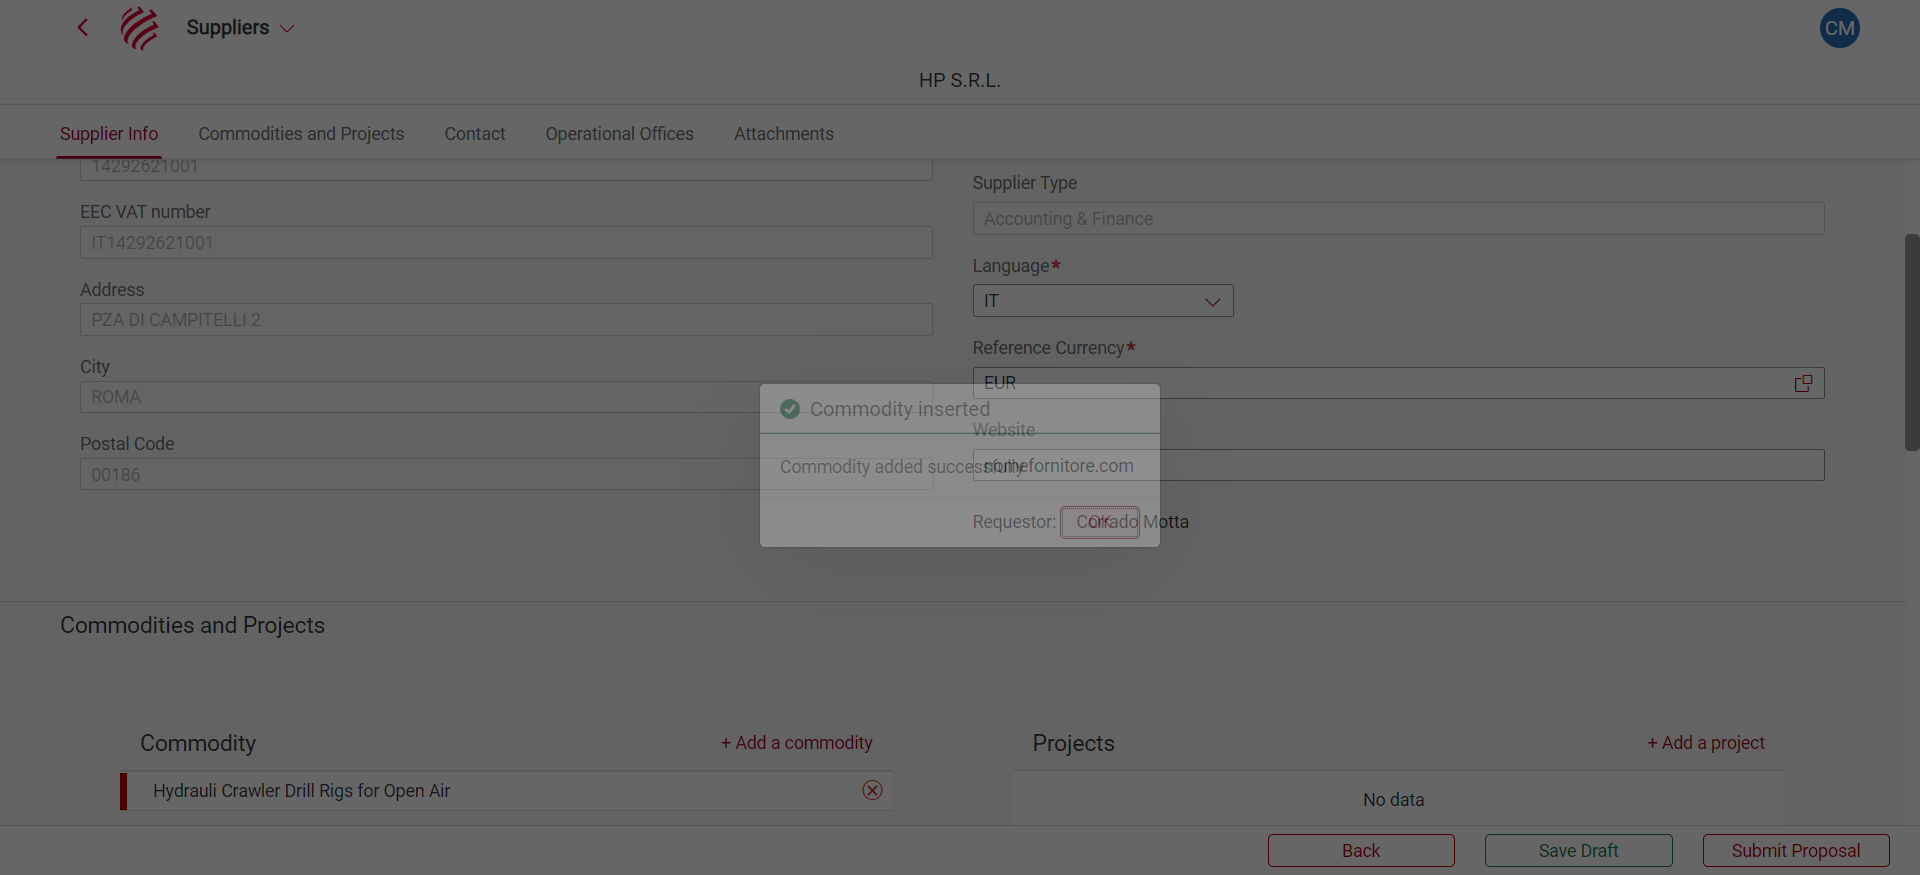 Suppliers
CM
HP S.R.L.
Supplier Info
Commodities and Projects
Contact
Operational Offices
Attachments
14292621001
EEC VAT number
IT14292621001
Address
PZA DI CAMPITELLI 2
City
ROMA
Postal Code
00186
Supplier Type
Accounting & Finance
Language*
IT
Reference Currency*
EUR
Website
nomefornitore.com
Requestor: Corrado Motta
Commodity inserted
Commodity added successfully
OK
Commodities and Projects
Commodity
+ Add a commodity
Hydrauli Crawler Drill Rigs for Open Air
Projects
+ Add a project
No data
Back
Save Draft
Submit Proposal